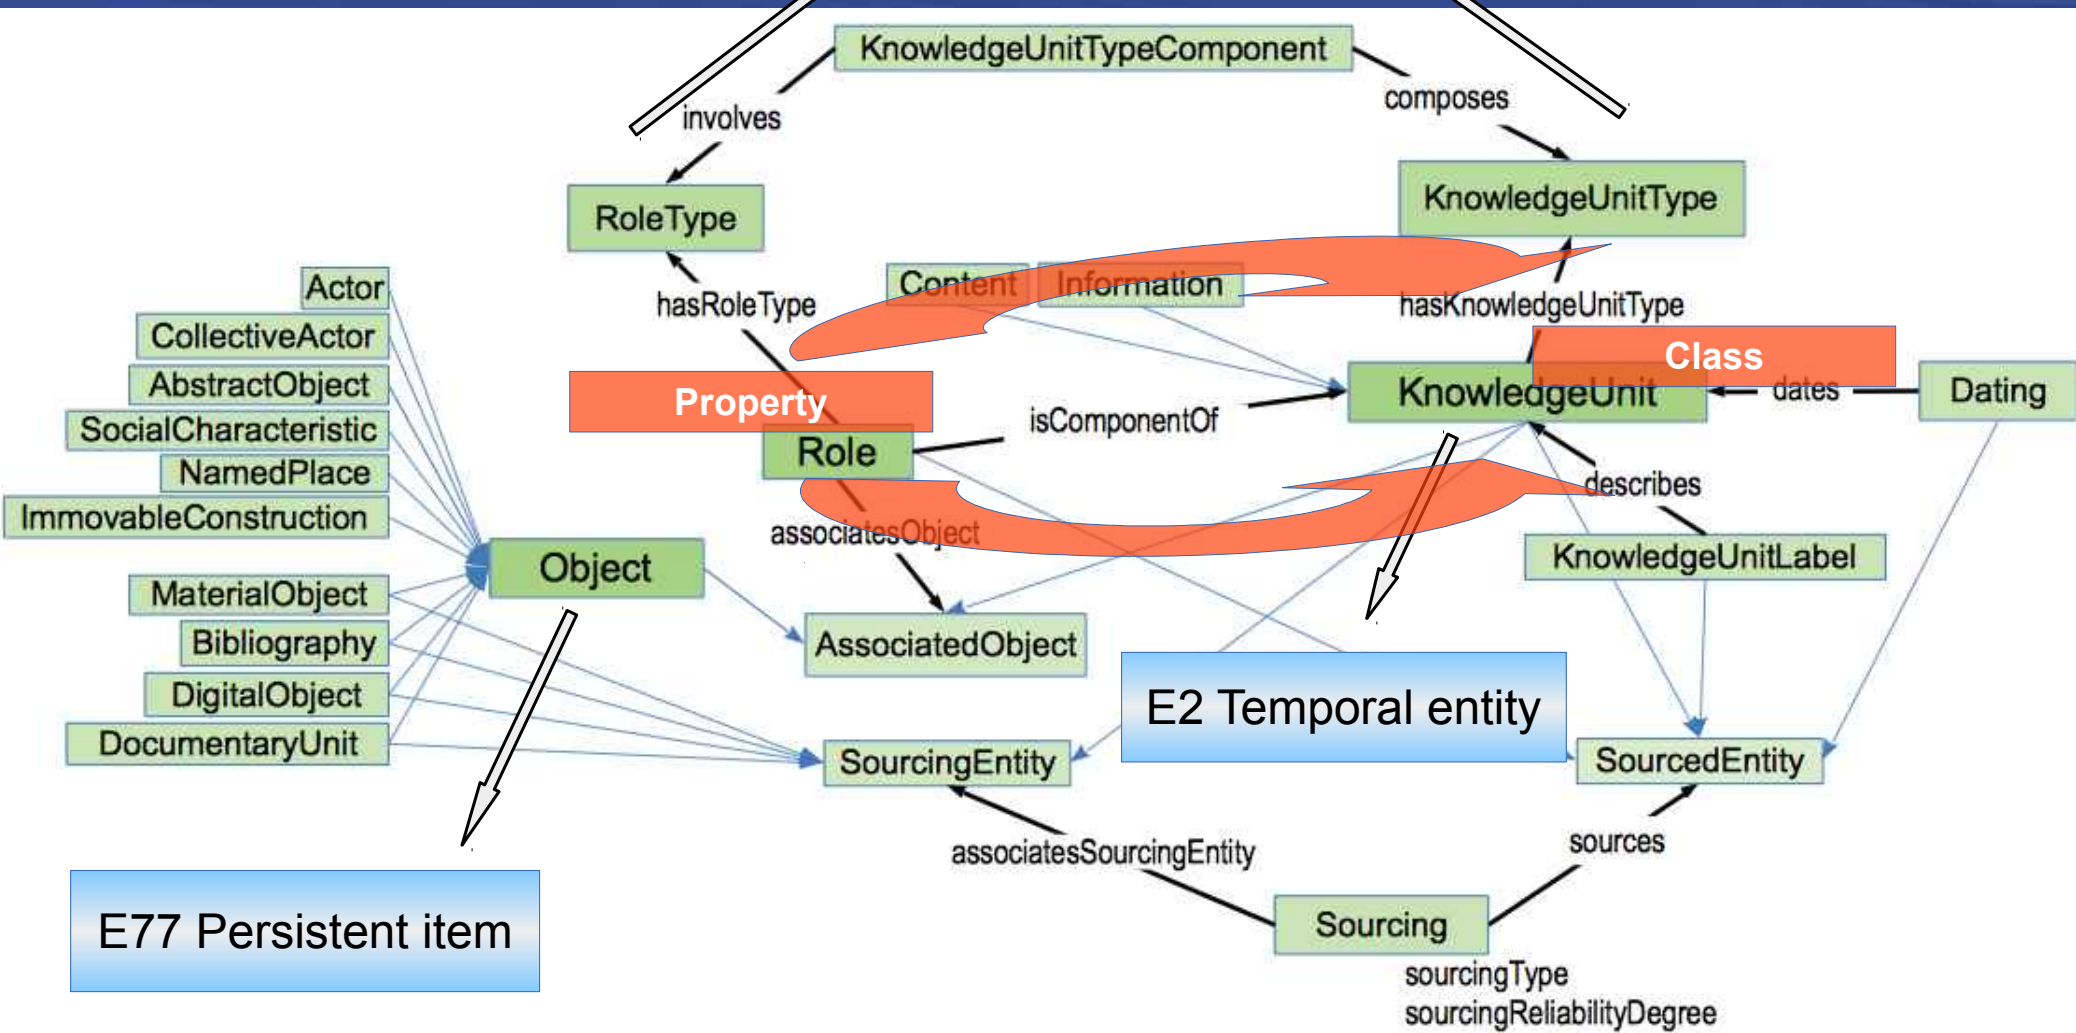 KnowledgeUnitTypeComponent
composes
involves
KnowledgeUnitType
RoleType
Actor
Content
Information
hasRoleType
hasKnowledgeUnitType
CollectiveActor
Class
AbstractObject
KnowledgeUnit
dates
Dating
Property
SocialCharacteristic
isComponentOf
Role
NamedPlace
describes
ImmovableConstruction
associatesObject
KnowledgeUnitLabel
Object
MaterialObject
Bibliography
AssociatedObject
DigitalObject
E2 Temporal entity
DocumentaryUnit
SourcingEntity
SourcedEntity
associatesSourcingEntity
sources
E77 Persistent item
Sourcing
sourcingType
sourcingReliabilityDegree